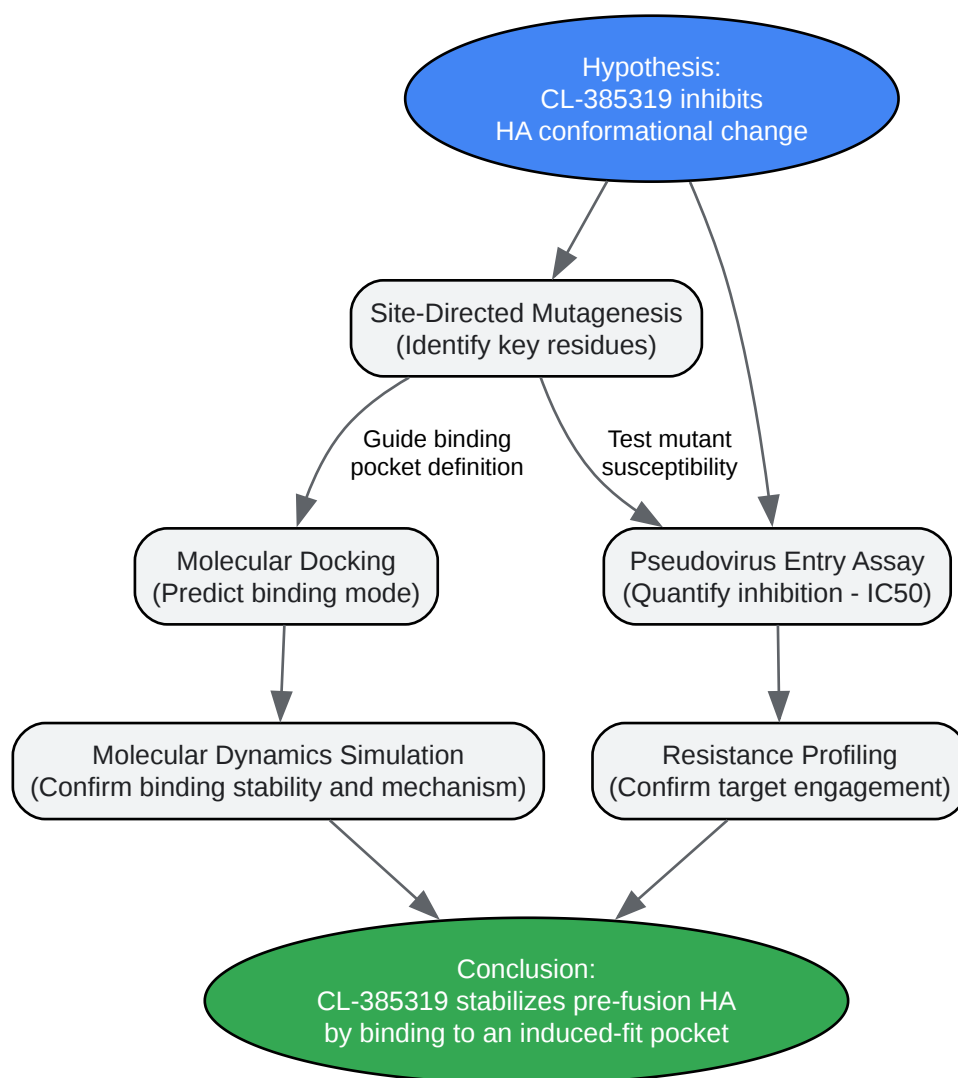 Hypothesis:
CL-385319 inhibits
HA conformational change
Site-Directed Mutagenesis
(Identify key residues)
Guide binding
pocket definition
Test mutant
susceptibility
Molecular Docking
(Predict binding mode)
Pseudovirus Entry Assay
(Quantify inhibition - IC50)
Molecular Dynamics Simulation
(Confirm binding stability and mechanism)
Resistance Profiling
(Confirm target engagement)
Conclusion:
CL-385319 stabilizes pre-fusion HA
by binding to an induced-fit pocket